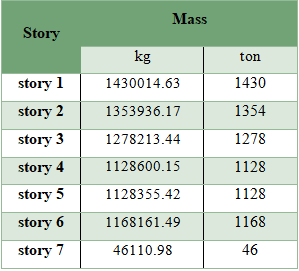 Story Mass
kg ton
story 1 1430014.63 1430
story 2 1353936.17 1354
story 3 1278213.44 1278
story 4 1128600.15 1128
story 5 1128355.42 1128
story 6 1168161.49 1168
story 7 46110.98 46